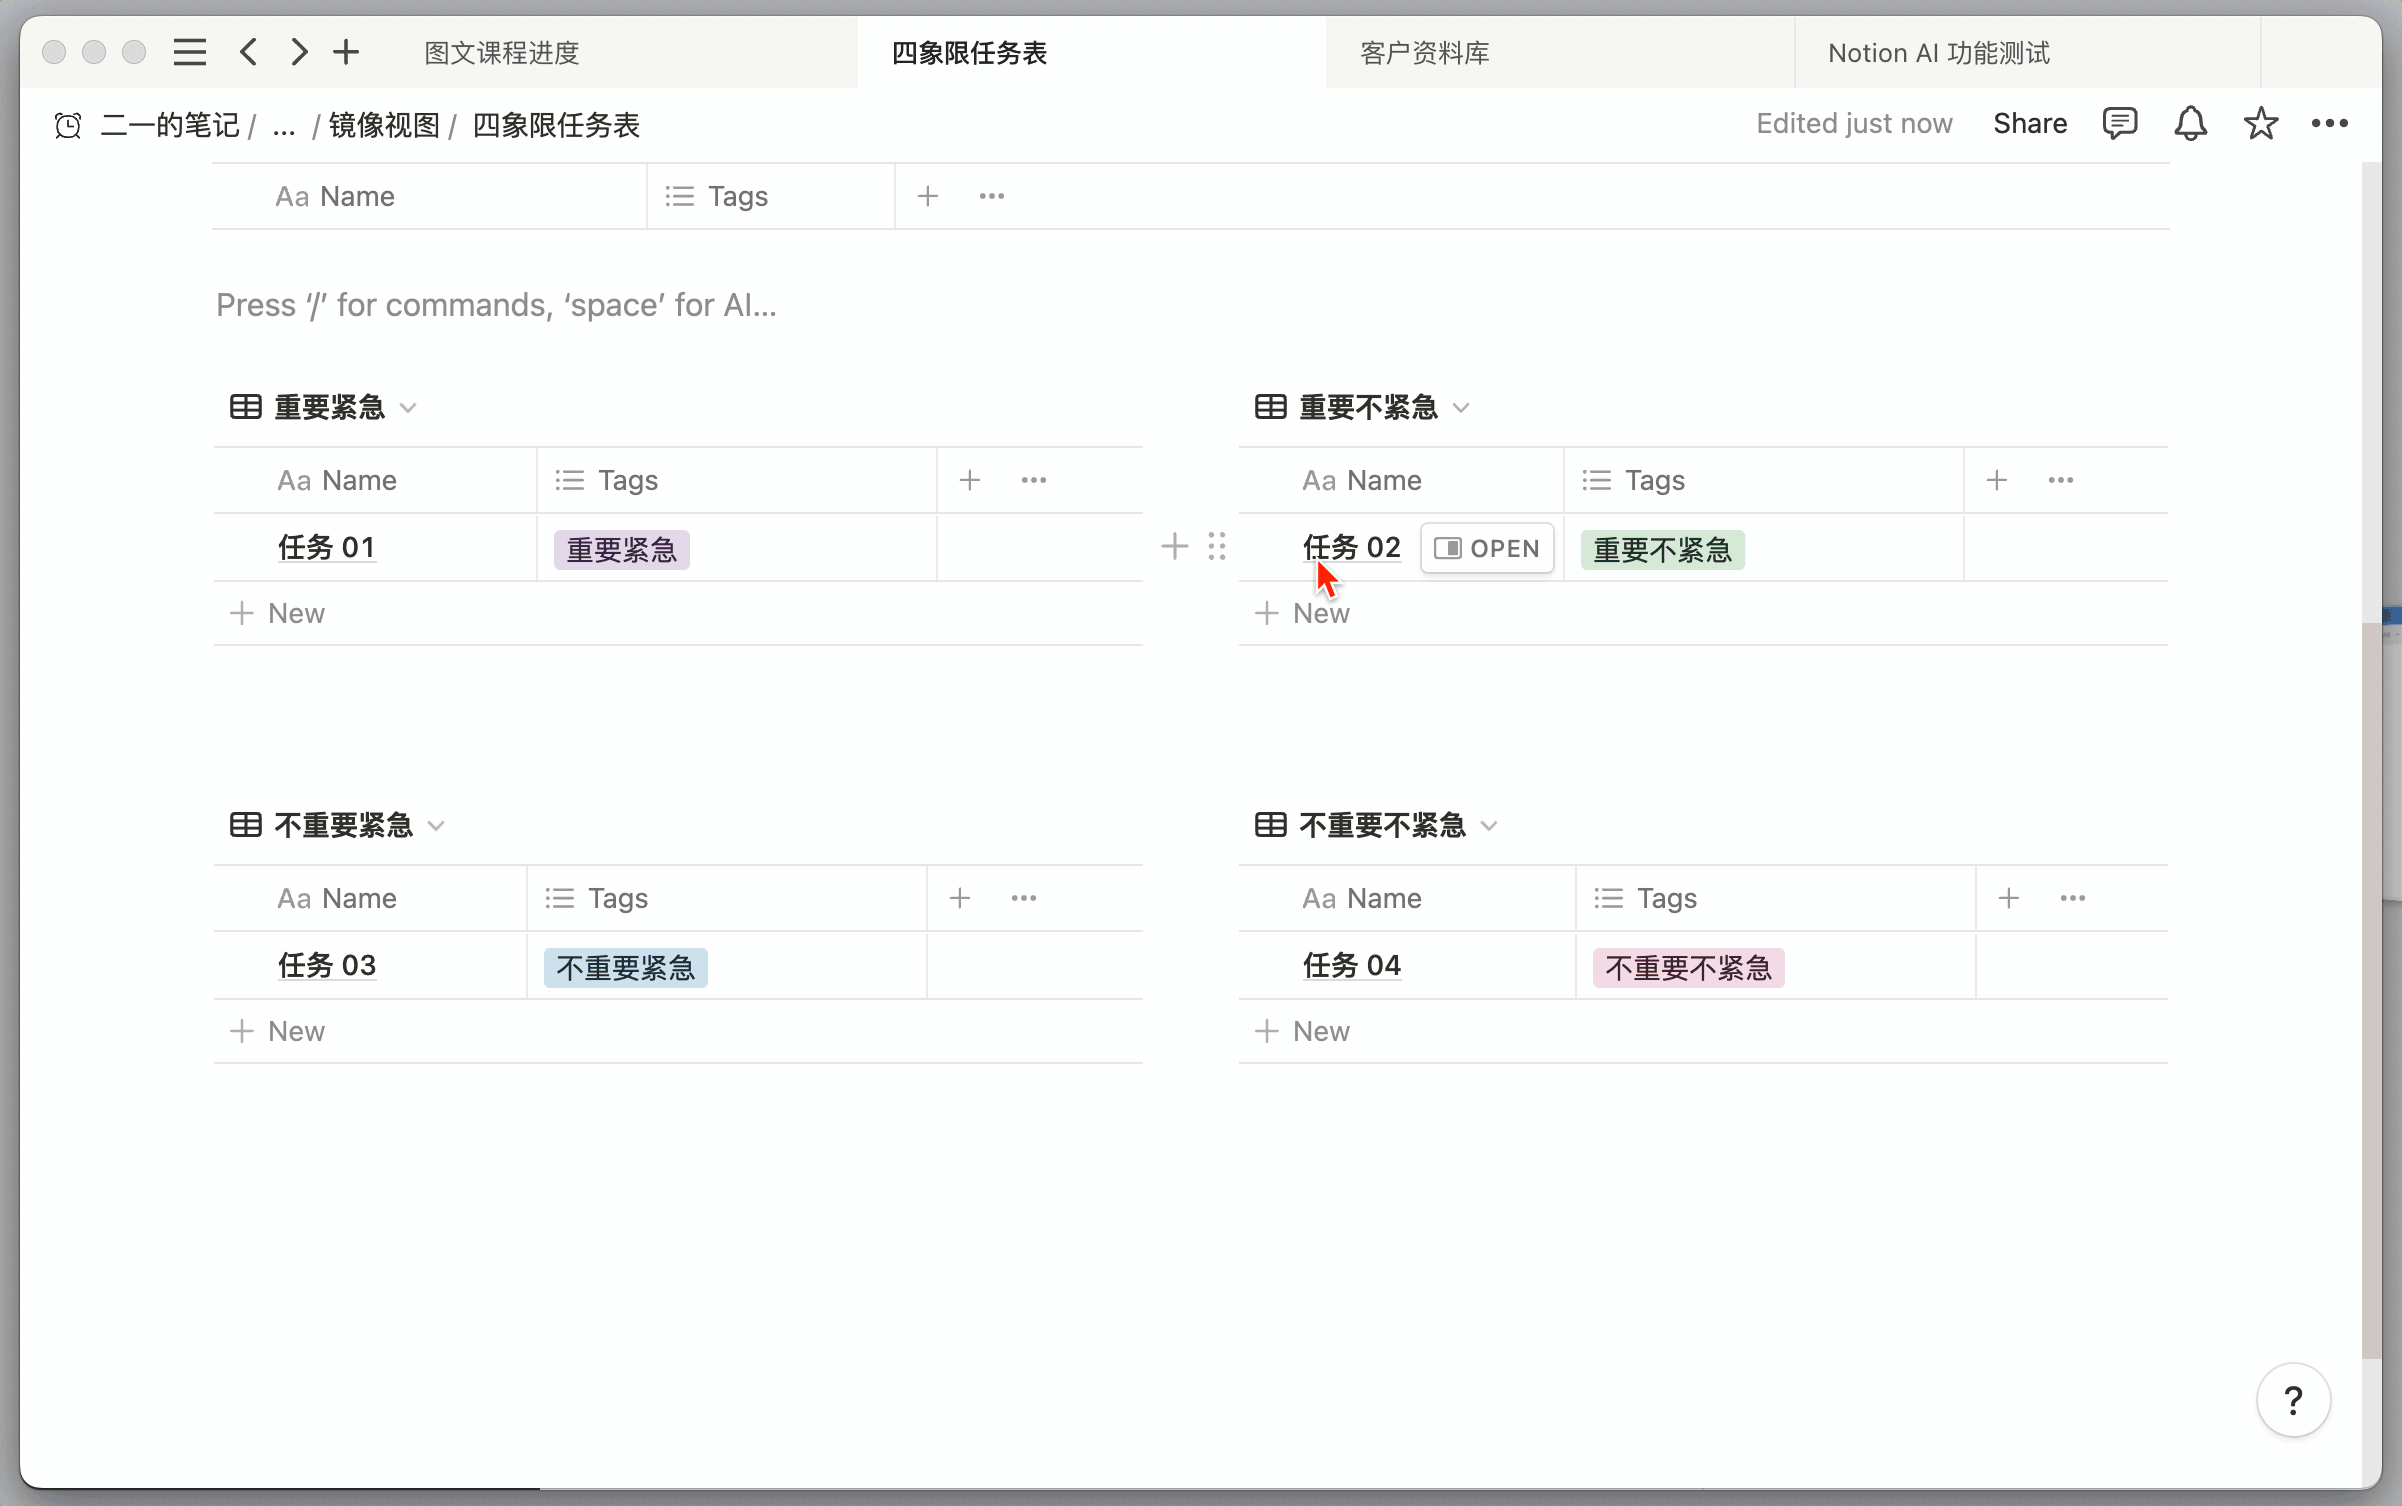 图文课程进度 四象限任务表 客户资料库 Notion AI 功能测试
二一的笔记 / ... / 镜像视图 / 四象限任务表 Edited just now Share
Aa Name Tags
Press ‘/’ for commands, ‘space’ for AI...
重要紧急
Aa Name Tags
任务 01 重要紧急
New
重要不紧急
Aa Name Tags
任务 02 OPEN 重要不紧急
New
不重要紧急
Aa Name Tags
任务 03 不重要紧急
New
不重要不紧急
Aa Name Tags
任务 04 不重要不紧急
New
?